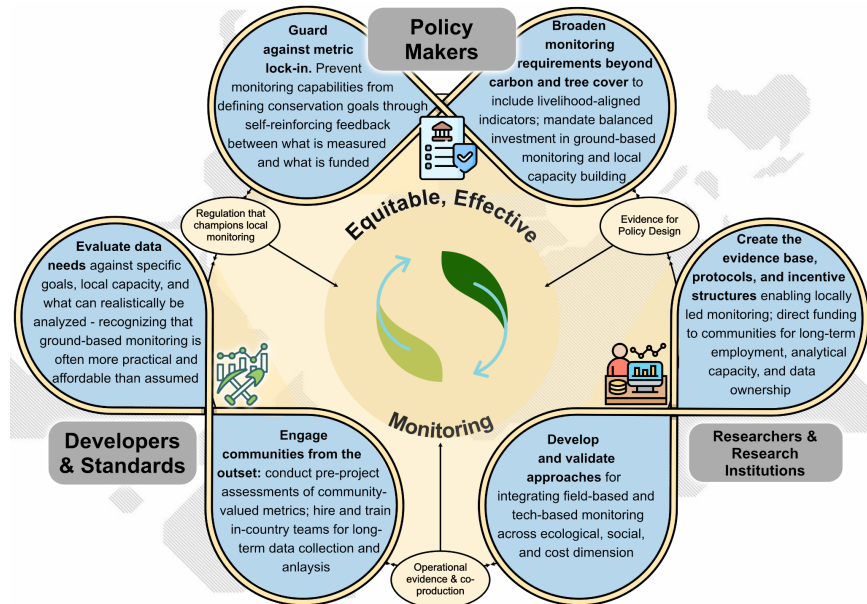 Policy
Makers
Guard
against metric
lock-in. Prevent
monitoring capabilities from
defining conservation goals through
self-reinforcing feedback
between what is measured
and what is funded
Broaden
monitoring
requirements beyond
carbon and tree cover to
include livelihood-aligned
indicators; mandate balanced
investment in ground-based
monitoring and local
capacity building
Regulation that
champions local
monitoring
Equitable, Effective
Monitoring
Evidence for
Policy Design
Evaluate data
needs against specific
goals, local capacity, and
what can realistically be
analyzed - recognizing that
ground-based monitoring is
often more practical and
affordable than assumed
Create the
evidence base,
protocols, and incentive
structures enabling locally
led monitoring; direct funding
to communities for long-term
employment, analytical
capacity, and data
ownership
Developers
& Standards
Engage
communities from the
outset: conduct pre-project
assessments of community-
valued metrics; hire and train
in-country teams for long-
term data collection and
anlaysis
Develop
and validate
approaches for
integrating field-based and
tech-based monitoring
across ecological, social,
and cost dimension
Researchers &
Research
Institutions
Operational
evidence & co-
production